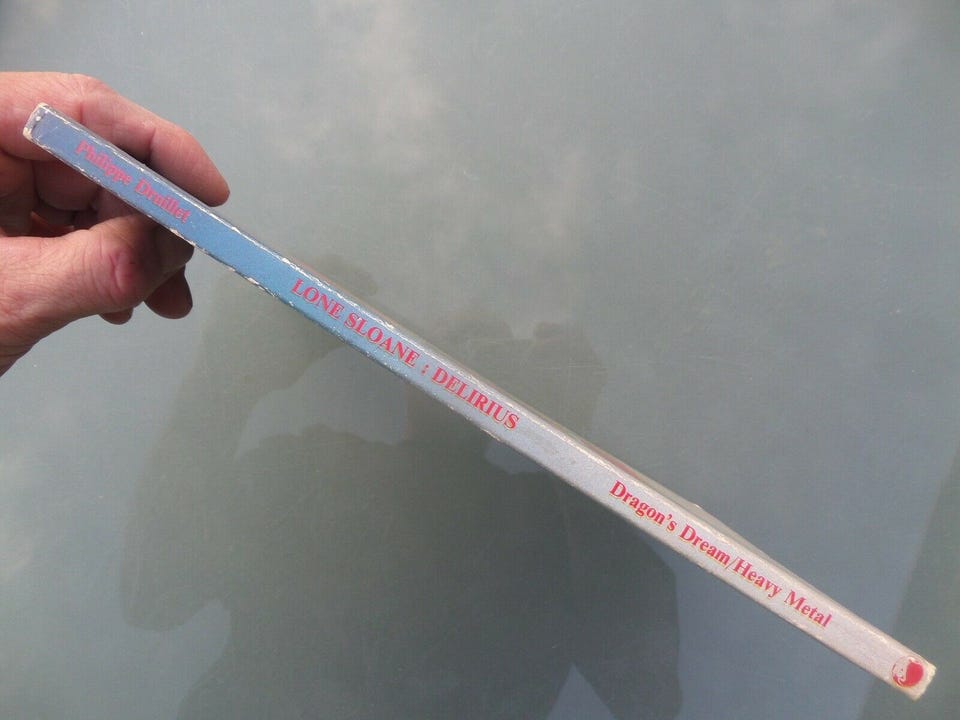 Philippe Druillet
LONE SLOANE : DELIRIUS
Dragon's Dream/Heavy Metal